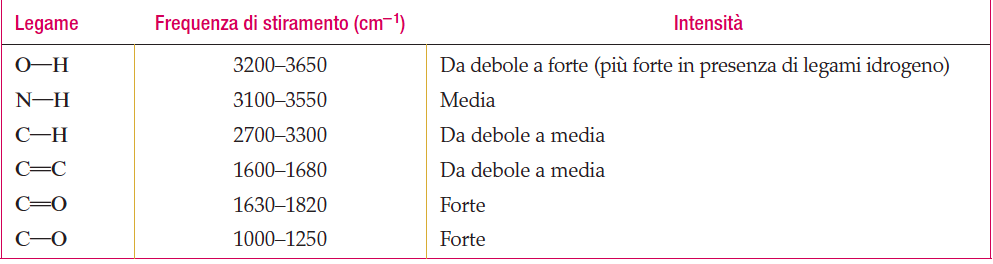 Legame Frequenza di stiramento (cm⁻¹) Intensità
O—H 3200–3650 Da debole a forte (più forte in presenza di legami idrogeno)
N—H 3100–3550 Media
C—H 2700–3300 Da debole a media
C=C 1600–1680 Da debole a media
C=O 1630–1820 Forte
C—O 1000–1250 Forte